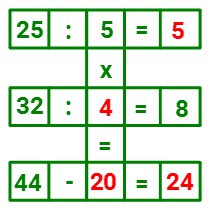 25 : 5 = 5
x
32 : 4 = 8
=
44 - 20 = 24